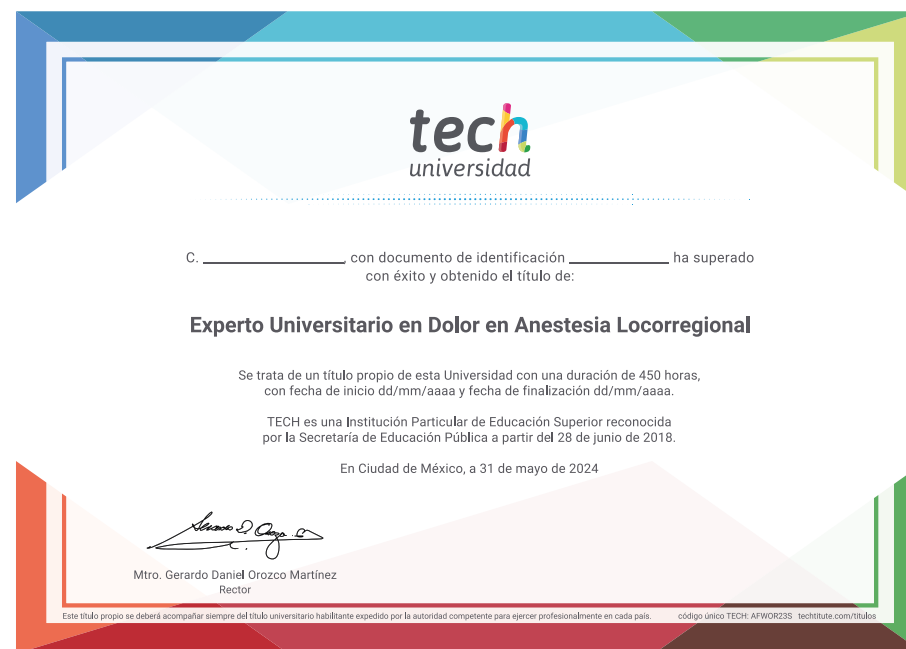 tech
universidad
C. ____________, con documento de identificación ____________ ha superado
con éxito y obtenido el título de:
Experto Universitario en Dolor en Anestesia Locorregional
Se trata de un título propio de esta Universidad con una duración de 450 horas,
con fecha de inicio dd/mm/aaaa y fecha de finalización dd/mm/aaaa.
TECH es una Institución Particular de Educación Superior reconocida
por la Secretaría de Educación Pública a partir del 28 de junio de 2018.
En Ciudad de México, a 31 de mayo de 2024
Mtro. Gerardo Daniel Orozco Martínez
Rector
Este título propio se deberá acompañar siempre del título universitario habilitante expedido por la autoridad competente para ejercer profesionalmente en cada país. código único TECH: AFWOR23S techtitute.com/titulos